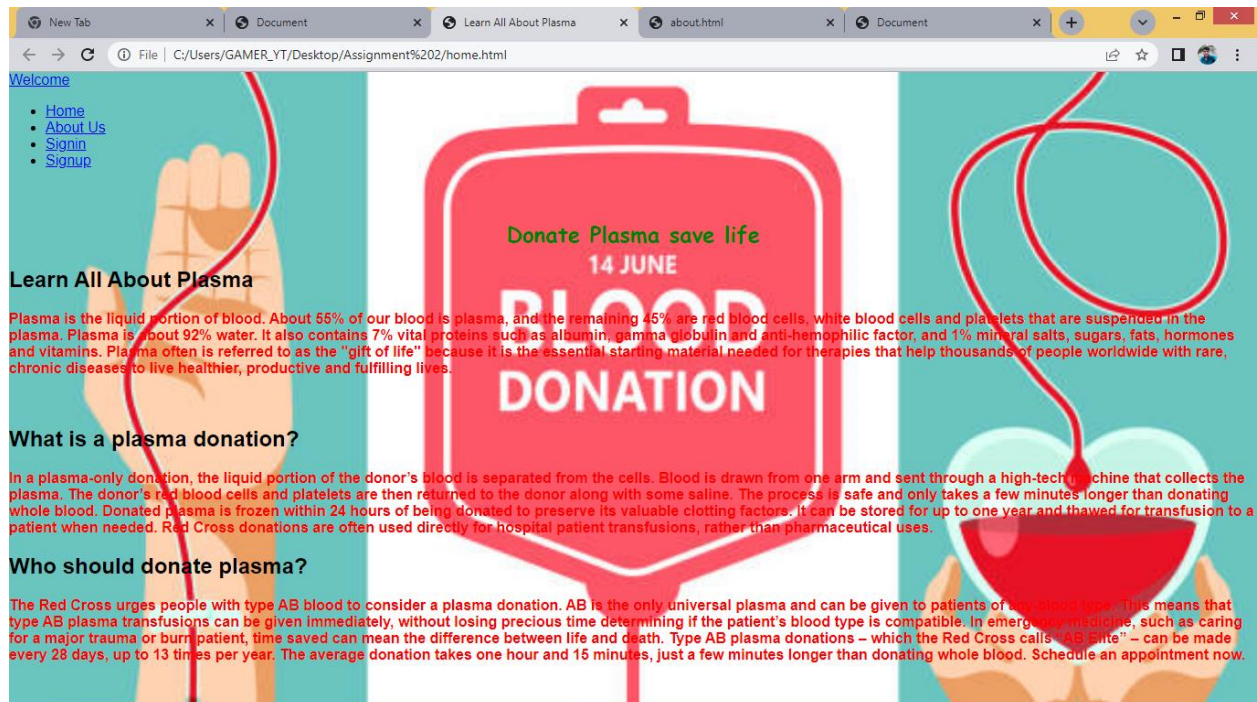 New Tab
Document
Learn All About Plasma
about.html
Document
File
C:/Users/GAMER_YT/Desktop/Assignment%202/home.html
Welcome
Home
About Us
Signin
Signup
Donate Plasma save life
14 JUNE
BLOOD
DONATION
Learn All About Plasma
Plasma is the liquid portion of blood. About 55% of our blood is plasma, and the remaining 45% are red blood cells, white blood cells and platelets that are suspended in the
plasma. Plasma is about 92% water. It also contains 7% vital proteins such as albumin, gamma globulin and anti-hemophilic factor, and 1% mineral salts, sugars, fats, hormones
and vitamins. Plasma often is referred to as the "gift of life" because it is the essential starting material needed for therapies that help thousands of people worldwide with rare,
chronic diseases to live healthier, productive and fulfilling lives.
What is a plasma donation?
In a plasma-only donation, the liquid portion of the donor’s blood is separated from the cells. Blood is drawn from one arm and sent through a high-tech machine that collects the
plasma. The donor’s red blood cells and platelets are then returned to the donor along with some saline. The process is safe and only takes a few minutes longer than donating
whole blood. Donated plasma is frozen within 24 hours of being donated to preserve its valuable clotting factors. It can be stored for up to one year and thawed for transfusion to a
patient when needed. Red Cross donations are often used directly for hospital patient transfusions, rather than pharmaceutical uses.
Who should donate plasma?
The Red Cross urges people with type AB blood to consider a plasma donation. AB is the only universal plasma and can be given to patients of any blood type. This means that
type AB plasma transfusions can be given immediately, without losing precious time determining if the patient’s blood type is compatible. In emergency medicine, such as caring
for a major trauma or burn patient, time saved can mean the difference between life and death. Type AB plasma donations – which the Red Cross calls “AB Elite” – can be made
every 28 days, up to 13 times per year. The average donation takes one hour and 15 minutes, just a few minutes longer than donating whole blood. Schedule an appointment now.